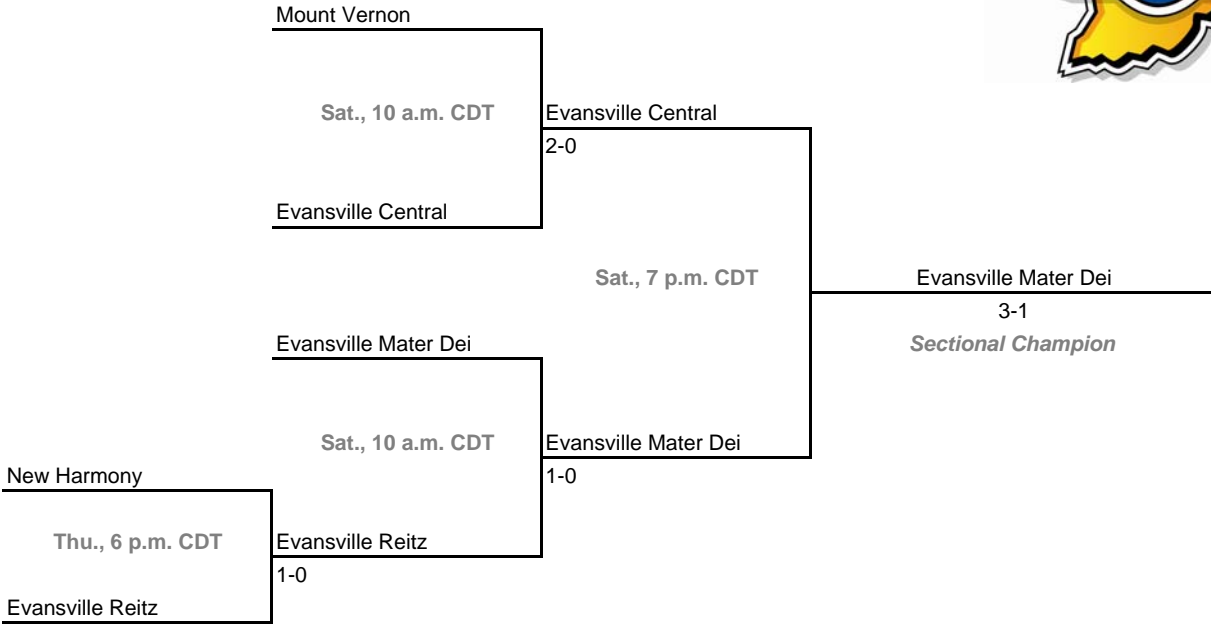 Mount Vernon
Sat., 10 a.m. CDT
Evansville Central
2-0
Evansville Central
Sat., 7 p.m. CDT
Evansville Mater Dei
3-1
Sectional Champion
Evansville Mater Dei
Sat., 10 a.m. CDT
Evansville Mater Dei
1-0
New Harmony
Thu., 6 p.m. CDT
Evansville Reitz
1-0
Evansville Reitz